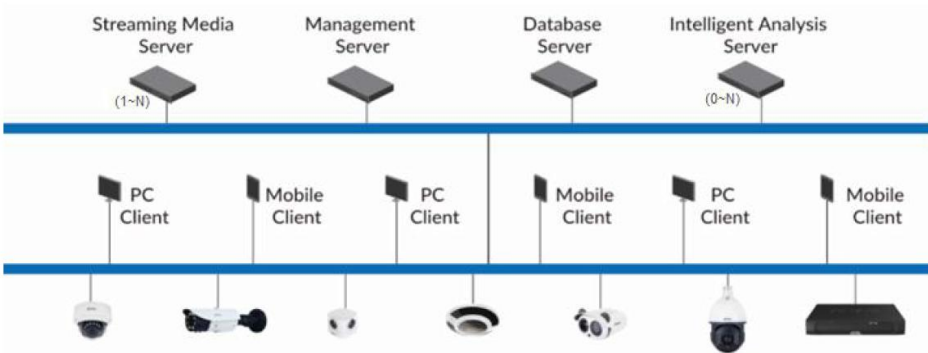 Streaming Media
Server
Management
Server
Database
Server
Intelligent Analysis
Server
(1~N)
(0~N)
PC
Client
Mobile
Client
PC
Client
Mobile
Client
PC
Client
Mobile
Client